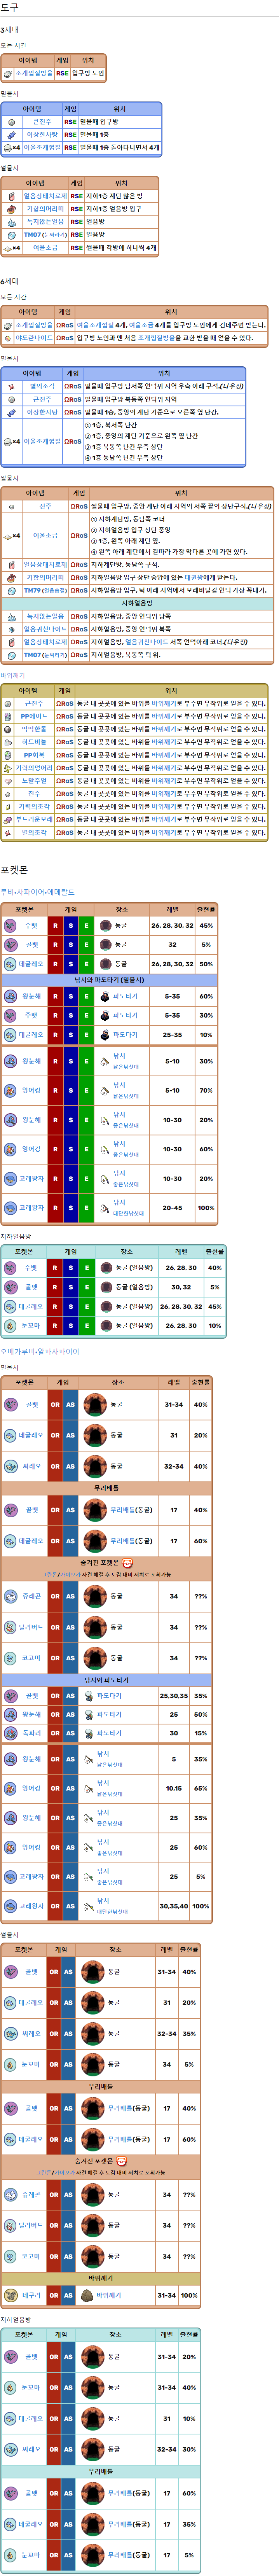 도구
3세대
모든 시간
아이템 게임 위치
조개껍질방울 RSE 입구방 노인
밀물시
아이템 게임 위치
큰진주 RSE 밀물때 입구방
이상한사탕 RSE 밀물때 1층
×4 여울조개껍질 RSE 밀물때 1층 돌아다니면서 4개
썰물시
아이템 게임 위치
얼음상태치료제 RSE 지하1층 계단 많은 방
기합의머리띠 RSE 지하1층 얼음방 입구
녹지않는얼음 RSE 얼음방
TM07 (눈싸라기) RSE 얼음방
×4 여울소금 RSE 썰물때 각방에 하나씩 4개
6세대
모든 시간
아이템 게임 위치
조개껍질방울 ΩRαS 여울조개껍질 4개, 여울소금 4개를 입구방 노인에게 건네주면 받는다.
야도란나이트 ΩRαS 입구방 노인과 맨 처음 조개껍질방울을 교환 받을 때 얻을 수 있다.
밀물시
아이템 게임 위치
별의조각 ΩRαS 밀물때 입구방 남서쪽 언덕위 지역 우측 아래 구석.(다우징)
큰진주 ΩRαS 밀물때 입구방 북동쪽 언덕위 지역
이상한사탕 ΩRαS 밀물때 1층, 중앙의 계단 기준으로 오른쪽 옆 난간.
×4 여울조개껍질 ΩRαS ① 1층, 북서쪽 난간
② 1층, 중앙의 계단 기준으로 왼쪽 옆 난간
③ 1층 북동쪽 난간 우측 상단
④ 1층 동남쪽 난간 우측 상단
썰물시
아이템 게임 위치
진주 ΩRαS 썰물때 입구방, 중앙 계단 아래 지역의 서쪽 끝의 상단구석.(다우징)
×4 여울소금 ΩRαS ① 지하계단방, 동남쪽 코너
② 지하얼음방 입구 상단 중앙
③ 1층, 왼쪽 아래 계단 옆.
④ 왼쪽 아래 계단에서 길따라 가장 막다른 곳에 가면 있다.
얼음상태치료제 ΩRαS 지하계단방, 동남쪽 구석.
기합의머리띠 ΩRαS 지하얼음방 입구 상단 중앙에 있는 태권왕에게 받는다.
TM79 (얼음숨결) ΩRαS 지하얼음방 입구, 턱 아래 지역에서 모래비탈길 언덕 가장 꼭대기.
지하얼음방
녹지않는얼음 ΩRαS 지하얼음방, 중앙 언덕위 남쪽
얼음귀신나이트 ΩRαS 지하얼음방, 중앙 언덕위 북쪽
얼음상태치료제 ΩRαS 지하얼음방, 얼음귀신나이트 서쪽 언덕아래 코너.(다우징)
TM07 (눈싸라기) ΩRαS 지하얼음방, 북동쪽 턱 위.
바위깨기
아이템 게임 위치
큰진주 ΩRαS 동굴 내 곳곳에 있는 바위를 바위깨기로 부수면 무작위로 얻을 수 있다.
PP에이드 ΩRαS 동굴 내 곳곳에 있는 바위를 바위깨기로 부수면 무작위로 얻을 수 있다.
딱딱한돌 ΩRαS 동굴 내 곳곳에 있는 바위를 바위깨기로 부수면 무작위로 얻을 수 있다.
하트비늘 ΩRαS 동굴 내 곳곳에 있는 바위를 바위깨기로 부수면 무작위로 얻을 수 있다.
PP회복 ΩRαS 동굴 내 곳곳에 있는 바위를 바위깨기로 부수면 무작위로 얻을 수 있다.
기력의덩어리 ΩRαS 동굴 내 곳곳에 있는 바위를 바위깨기로 부수면 무작위로 얻을 수 있다.
노말주얼 ΩRαS 동굴 내 곳곳에 있는 바위를 바위깨기로 부수면 무작위로 얻을 수 있다.
진주 ΩRαS 동굴 내 곳곳에 있는 바위를 바위깨기로 부수면 무작위로 얻을 수 있다.
기력의조각 ΩRαS 동굴 내 곳곳에 있는 바위를 바위깨기로 부수면 무작위로 얻을 수 있다.
부드러운모래 ΩRαS 동굴 내 곳곳에 있는 바위를 바위깨기로 부수면 무작위로 얻을 수 있다.
별의조각 ΩRαS 동굴 내 곳곳에 있는 바위를 바위깨기로 부수면 무작위로 얻을 수 있다.
포켓몬
루비·사파이어·에메랄드
포켓몬 게임 장소 레벨 출현률
주뱃 R S E 동굴 26, 28, 30, 32 45%
골뱃 R S E 동굴 32 5%
대굴레오 R S E 동굴 26, 28, 30, 32 50%
낚시와 파도타기 (밀물시)
왕눈해 R S E 파도타기 5-35 60%
주뱃 R S E 파도타기 5-35 30%
대굴레오 R S E 파도타기 25-35 10%
왕눈해 R S E 낚시 5-10 30%
낡은낚싯대
잉어킹 R S E 낚시 5-10 70%
낡은낚싯대
왕눈해 R S E 낚시 10-30 20%
좋은낚싯대
잉어킹 R S E 낚시 10-30 60%
좋은낚싯대
고래왕자 R S E 낚시 10-30 20%
좋은낚싯대
고래왕자 R S E 낚시 20-45 100%
대단한낚싯대
지하얼음방
포켓몬 게임 장소 레벨 출현률
주뱃 R S E 동굴 (얼음방) 26, 28, 30 40%
골뱃 R S E 동굴 (얼음방) 30, 32 5%
대굴레오 R S E 동굴 (얼음방) 26, 28, 30, 32 45%
눈꼬마 R S E 동굴 (얼음방) 26, 28, 30 10%
오메가루비·알파사파이어
밀물시
포켓몬 게임 장소 레벨 출현률
골뱃 OR AS 동굴 31-34 40%
대굴레오 OR AS 동굴 31 20%
씨레오 OR AS 동굴 32-34 40%
무리배틀
골뱃 OR AS 무리배틀(동굴) 17 40%
대굴레오 OR AS 무리배틀(동굴) 17 60%
숨겨진 포켓몬
그란돈/가이오가 사건 해결 후 도감 내비 서치로 포획가능
쥬레곤 OR AS 동굴 34 ??%
딜리버드 OR AS 동굴 34 ??%
코고미 OR AS 동굴 34 ??%
낚시와 파도타기
골뱃 OR AS 파도타기 25,30,35 35%
왕눈해 OR AS 파도타기 25 50%
독파리 OR AS 파도타기 30 15%
왕눈해 OR AS 낚시 5 35%
낡은낚싯대
잉어킹 OR AS 낚시 10,15 65%
낡은낚싯대
왕눈해 OR AS 낚시 25 35%
좋은낚싯대
잉어킹 OR AS 낚시 25 60%
좋은낚싯대
고래왕자 OR AS 낚시 25 5%
좋은낚싯대
고래왕자 OR AS 낚시 30,35,40 100%
대단한낚싯대
썰물시
포켓몬 게임 장소 레벨 출현률
골뱃 OR AS 동굴 31-34 40%
대굴레오 OR AS 동굴 31 20%
씨레오 OR AS 동굴 32-34 35%
눈꼬마 OR AS 동굴 34 5%
무리배틀
골뱃 OR AS 무리배틀(동굴) 17 40%
대굴레오 OR AS 무리배틀(동굴) 17 60%
숨겨진 포켓몬
그란돈/가이오가 사건 해결 후 도감 내비 서치로 포획가능
쥬레곤 OR AS 동굴 34 ??%
딜리버드 OR AS 동굴 34 ??%
코고미 OR AS 동굴 34 ??%
바위깨기
데구리 OR AS 바위깨기 31-34 100%
지하얼음방
포켓몬 게임 장소 레벨 출현률
골뱃 OR AS 동굴 31-34 20%
눈꼬마 OR AS 동굴 31-34 40%
대굴레오 OR AS 동굴 31 10%
씨레오 OR AS 동굴 32-34 30%
무리배틀
골뱃 OR AS 무리배틀(동굴) 17 60%
대굴레오 OR AS 무리배틀(동굴) 17 35%
눈꼬마 OR AS 무리배틀(동굴) 17 5%